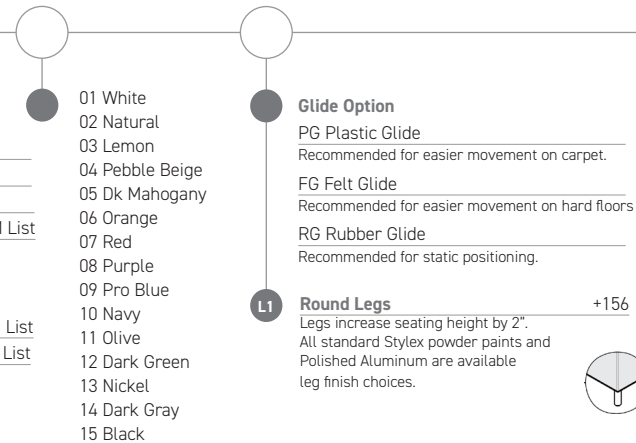 List
List
List
01 White
02 Natural
03 Lemon
04 Pebble Beige
05 Dk Mahogany
06 Orange
07 Red
08 Purple
09 Pro Blue
10 Navy
11 Olive
12 Dark Green
13 Nickel
14 Dark Gray
15 Black
Glide Option
PG Plastic Glide
Recommended for easier movement on carpet.
FG Felt Glide
Recommended for easier movement on hard floors
RG Rubber Glide
Recommended for static positioning.
L1 Round Legs +156
Legs increase seating height by 2”.
All standard Stylex powder paints and
Polished Aluminum are available
leg finish choices.